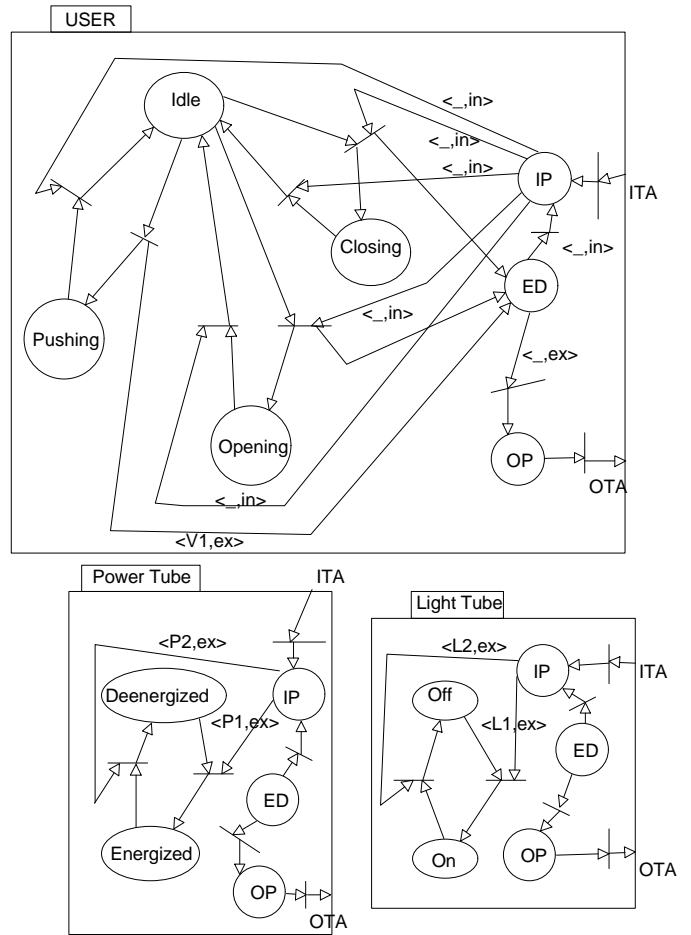 USER
Idle
<_,in>
<_,in>
<_,in>
IP
ITA
Closing
<_,in>
ED
<_,in>
Pushing
<_,ex>
Opening
OP
<_,in>
OTA
<V1,ex>
Power Tube
ITA
<P2,ex>
Deenergized
IP
<P1,ex>
ED
Energized
OP
OTA
Light Tube
<L2,ex>
IP
ITA
Off
<L1,ex>
ED
On
OP
OTA